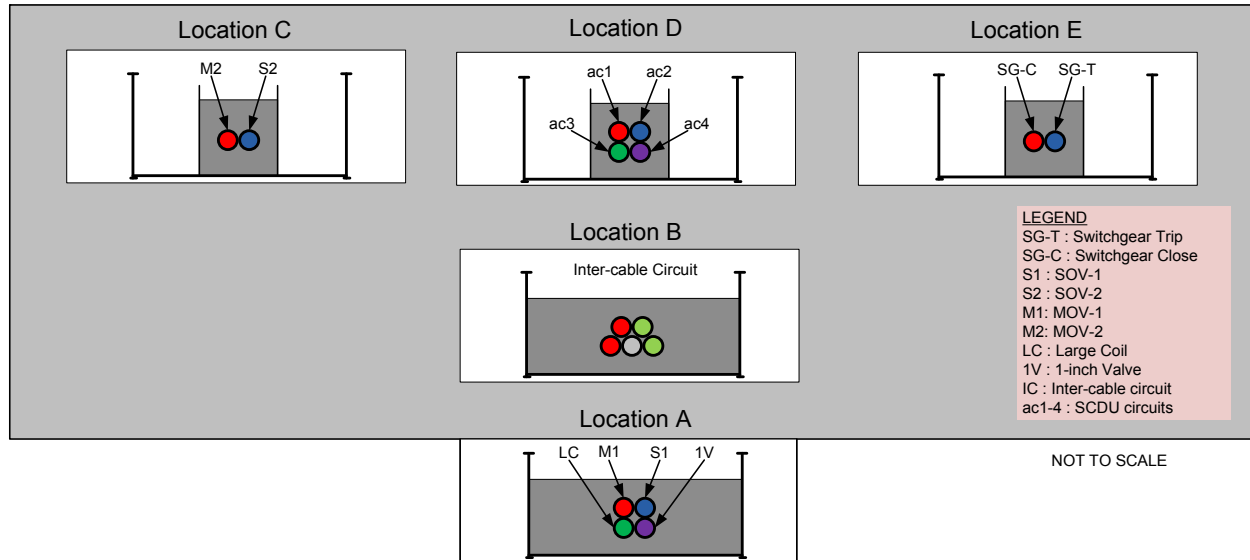 Location C
Location D
Location E
M2 S2
ac1 ac2
ac3 ac4
SG-C SG-T
Location B
Inter-cable Circuit
LEGEND
SG-T : Switchgear Trip
SG-C : Switchgear Close
S1 : SOV-1
S2 : SOV-2
M1: MOV-1
M2: MOV-2
LC : Large Coil
1V : 1-inch Valve
IC : Inter-cable circuit
ac1-4 : SCDU circuits
Location A
LC M1 S1 1V
NOT TO SCALE